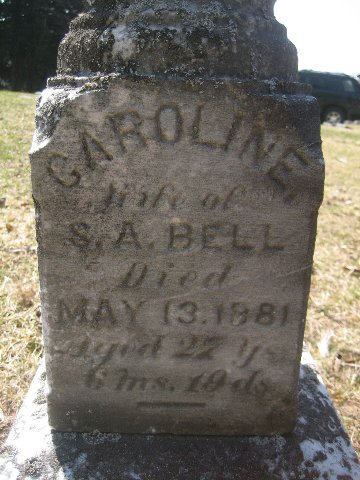 CAROLINE
Wife of
S. A. BELL
Died
MAY 13. 1881
Aged 27 ys
6 ms. 19 ds.